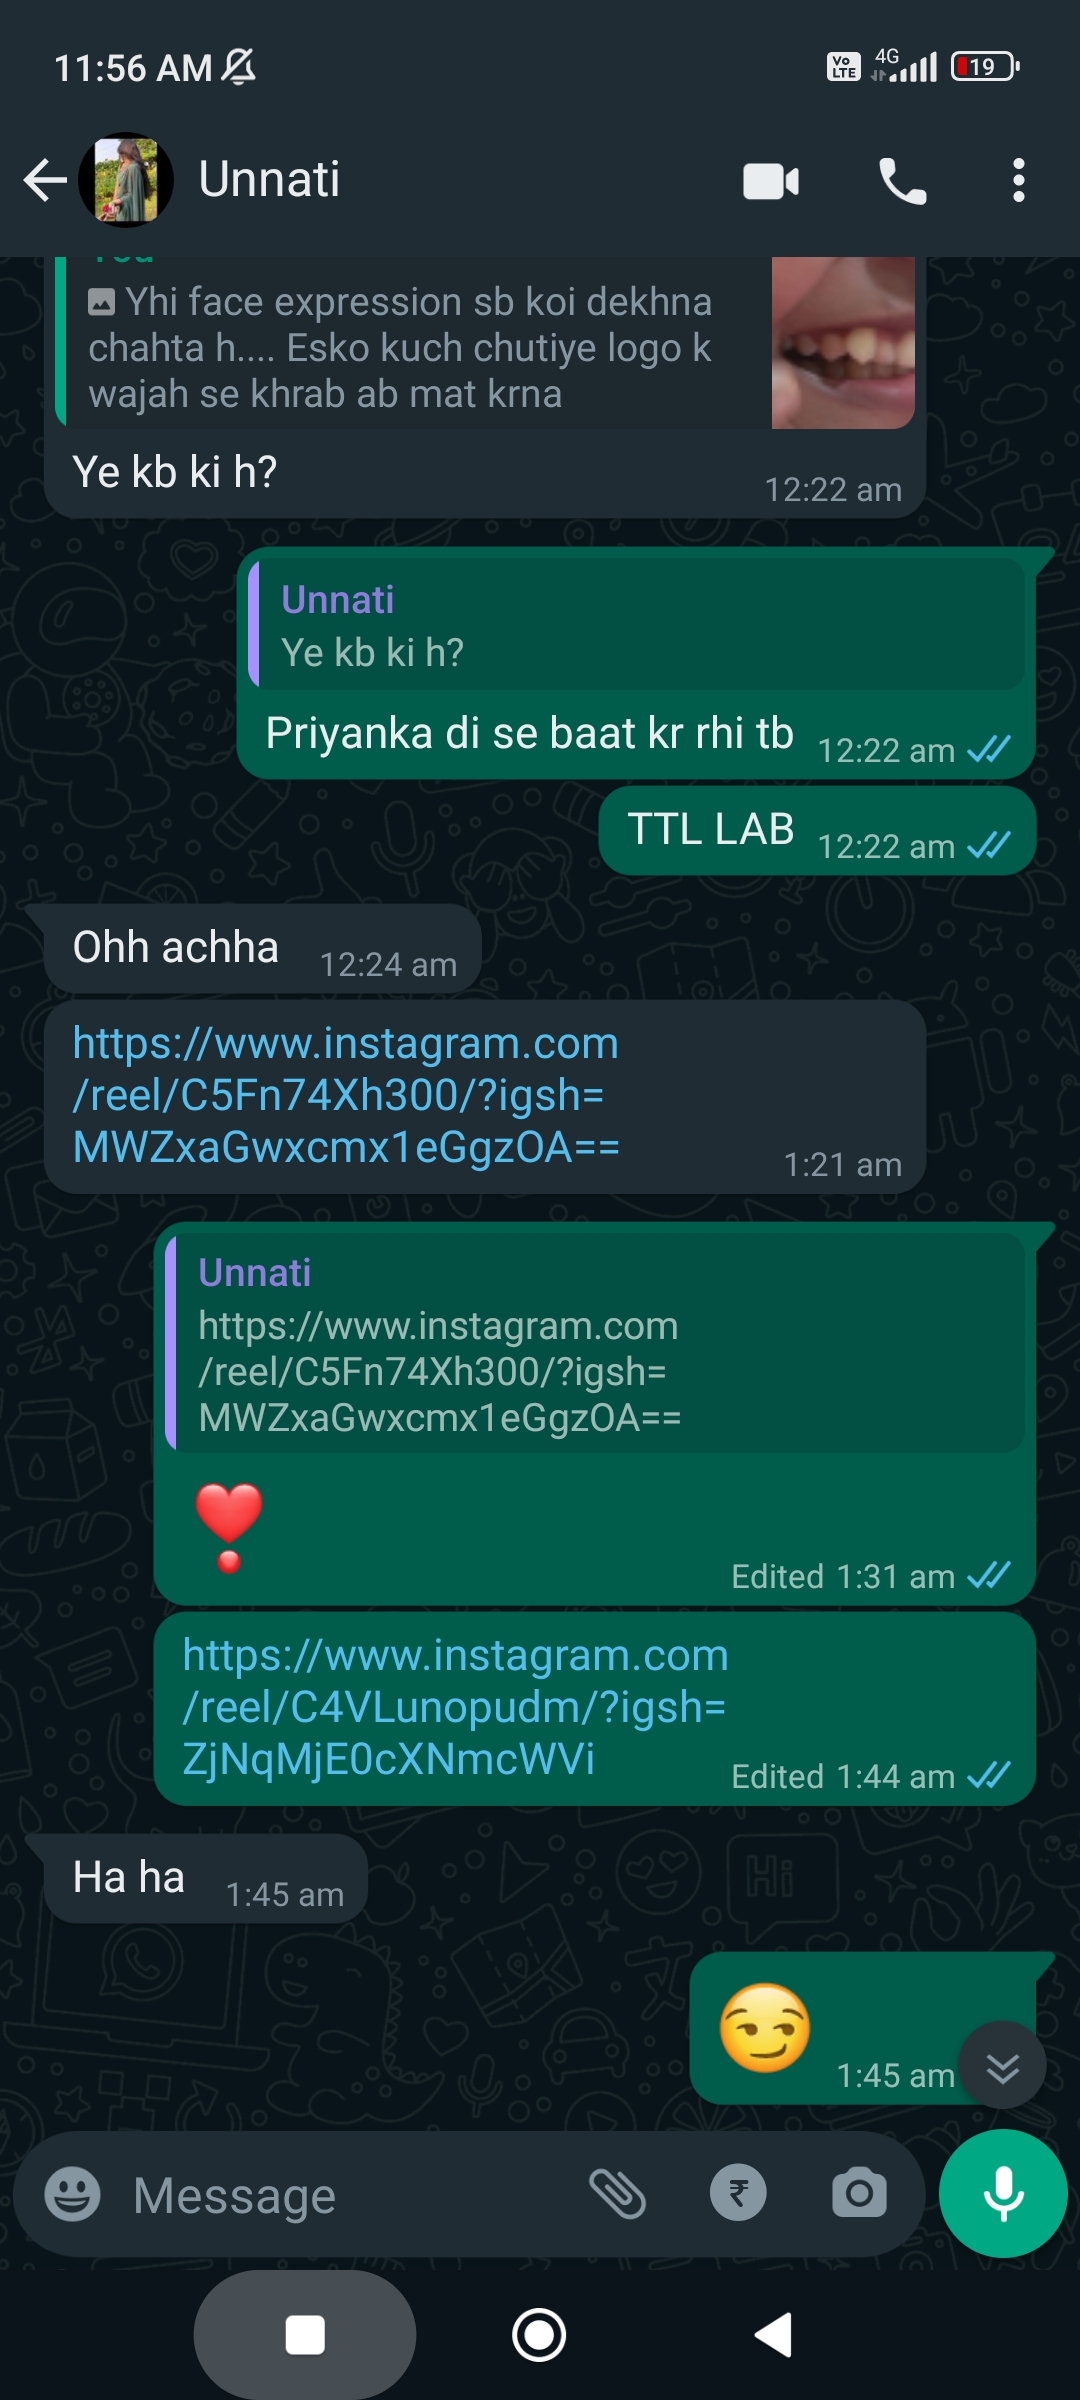 11:56 AM
Vo LTE 4G 19
Unnati
You
Yhi face expression sb koi dekhna
chahta h.... Esko kuch chutiye logo k
wajah se khrab ab mat krna
Ye kb ki h?
12:22 am
Unnati
Ye kb ki h?
Priyanka di se baat kr rhi tb 12:22 am
TTL LAB 12:22 am
Ohh achha 12:24 am
https://www.instagram.com
/reel/C5Fn74Xh300/?igsh=
MWZxaGwxcmx1eGgzOA==
1:21 am
Unnati
https://www.instagram.com
/reel/C5Fn74Xh300/?igsh=
MWZxaGwxcmx1eGgzOA==
Edited 1:31 am
https://www.instagram.com
/reel/C4VLunopudm/?igsh=
ZjNqMjE0cXNmcWVi
Edited 1:44 am
Ha ha 1:45 am
Hi
1:45 am
Message